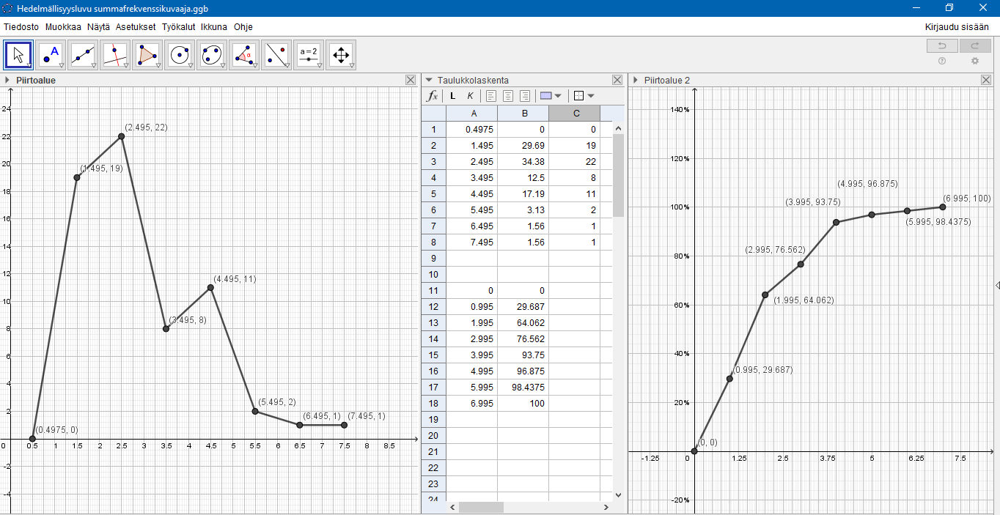 Hedelmällisyysluvu summafrekvenssikuvaaja.ggb
Tiedosto Muokkaa Näytä Asetukset Työkalut Ikkuna Ohje
Kirjaudu sisään
A
α
a=2
Piirtoalue
24
22
20
18
16
14
12
10
8
6
4
2
-2
-4
0 0.5 1 1.5 2 2.5 3 3.5 4 4.5 5 5.5 6 6.5 7 7.5 8 8.5
(0.4975, 0)
(1.495, 19)
(2.495, 22)
(3.495, 8)
(4.495, 11)
(5.495, 2)
(6.495, 1)
(7.495, 1)
Taulukkolaskenta
fx L K
A B C
1 0.4975 0 0
2 1.495 29.69 19
3 2.495 34.38 22
4 3.495 12.5 8
5 4.495 17.19 11
6 5.495 3.13 2
7 6.495 1.56 1
8 7.495 1.56 1
9
10
11 0 0
12 0.995 29.687
13 1.995 64.062
14 2.995 76.562
15 3.995 93.75
16 4.995 96.875
17 5.995 98.4375
18 6.995 100
19
20
21
22
23
24
Piirtoalue 2
140%
120%
100%
80%
60%
40%
20%
-20%
-1.25 0 1.25 2.5 3.75 5 6.25 7.5
(0, 0)
(0.995, 29.687)
(1.995, 64.062)
(2.995, 76.562)
(3.995, 93.75)
(4.995, 96.875)
(5.995, 98.4375)
(6.995, 100)